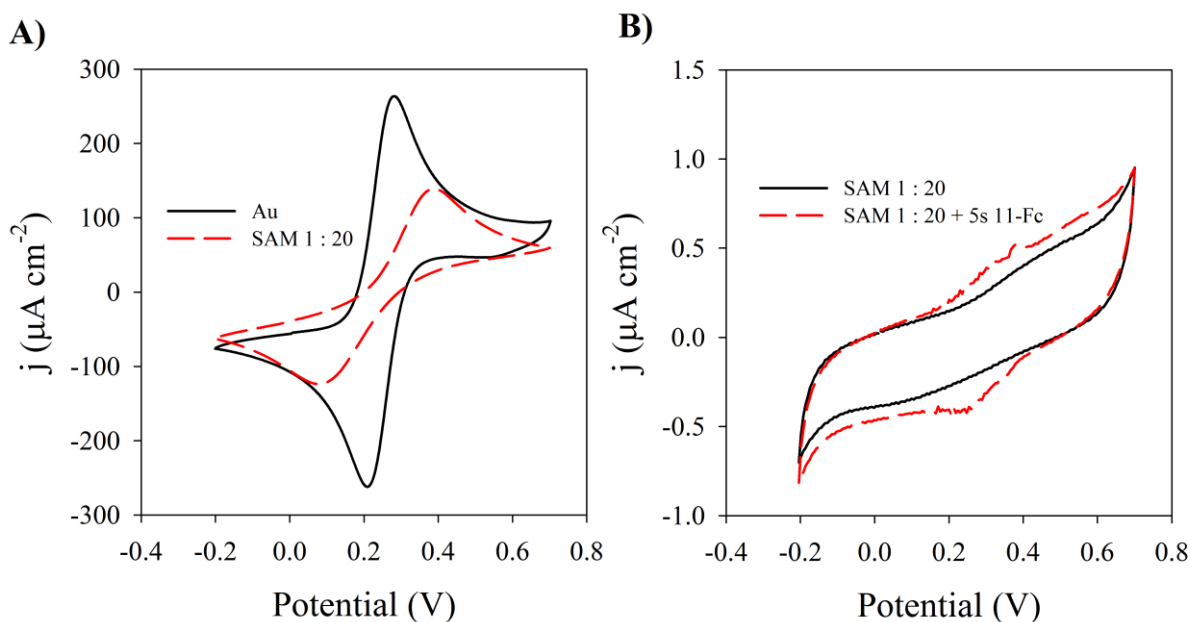 A)
300
200
100
0
-100
-200
-300
j (µA cm-2)
Au
SAM 1 : 20
-0.4 -0.2 0.0 0.2 0.4 0.6 0.8
Potential (V)
B)
1.5
1.0
0.5
0.0
-0.5
-1.0
j (µA cm-2)
SAM 1 : 20
SAM 1 : 20 + 5s 11-Fc
-0.4 -0.2 0.0 0.2 0.4 0.6 0.8
Potential (V)